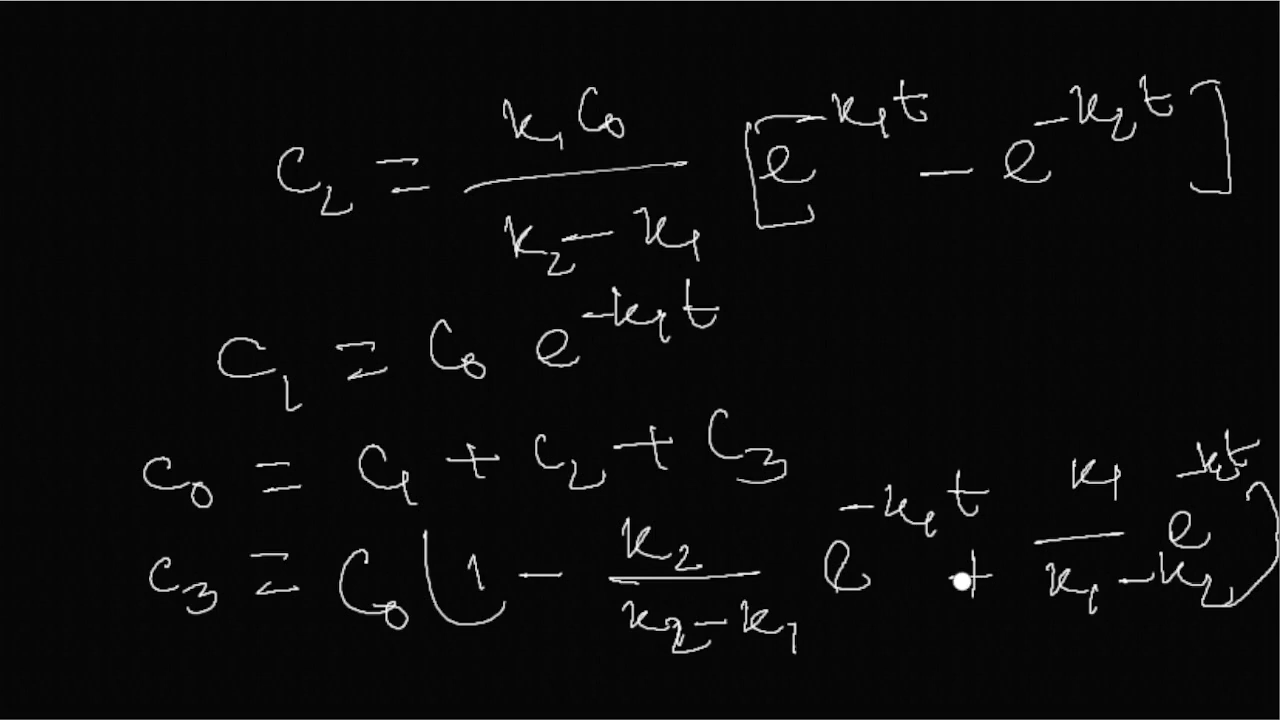 C₂ = k₁C₀ / (k₂ − k₁) [e^(−k₁t) − e^(−k₂t)]
C₁ = C₀ e^(−k₁t)
C₀ = C₁ + C₂ + C₃
C₃ = C₀ (1 − k₂ / (k₂ − k₁) e^(−k₁t) + k₁ / (k₁ − k₂) e^(−k₂t))